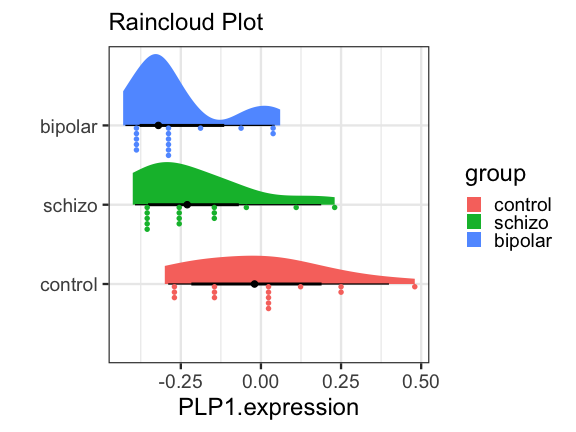 Raincloud Plot
bipolar
schizo
control
-0.25 0.00 0.25 0.50
PLP1.expression
group
control
schizo
bipolar